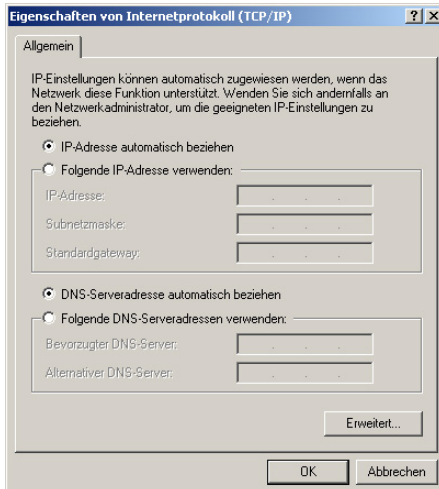 Eigenschaften von Internetprotokoll (TCP/IP)
Allgemein
IP-Einstellungen können automatisch zugewiesen werden, wenn das
Netzwerk diese Funktion unterstützt. Wenden Sie sich andernfalls an
den Netzwerkadministrator, um die geeigneten IP-Einstellungen zu
beziehen.
IP-Adresse automatisch beziehen
Folgende IP-Adresse verwenden:
IP-Adresse:
Subnetzmaske:
Standardgateway:
DNS-Serveradresse automatisch beziehen
Folgende DNS-Serveradressen verwenden:
Bevorzugter DNS-Server:
Alternativer DNS-Server:
Erweitert...
OK Abbrechen